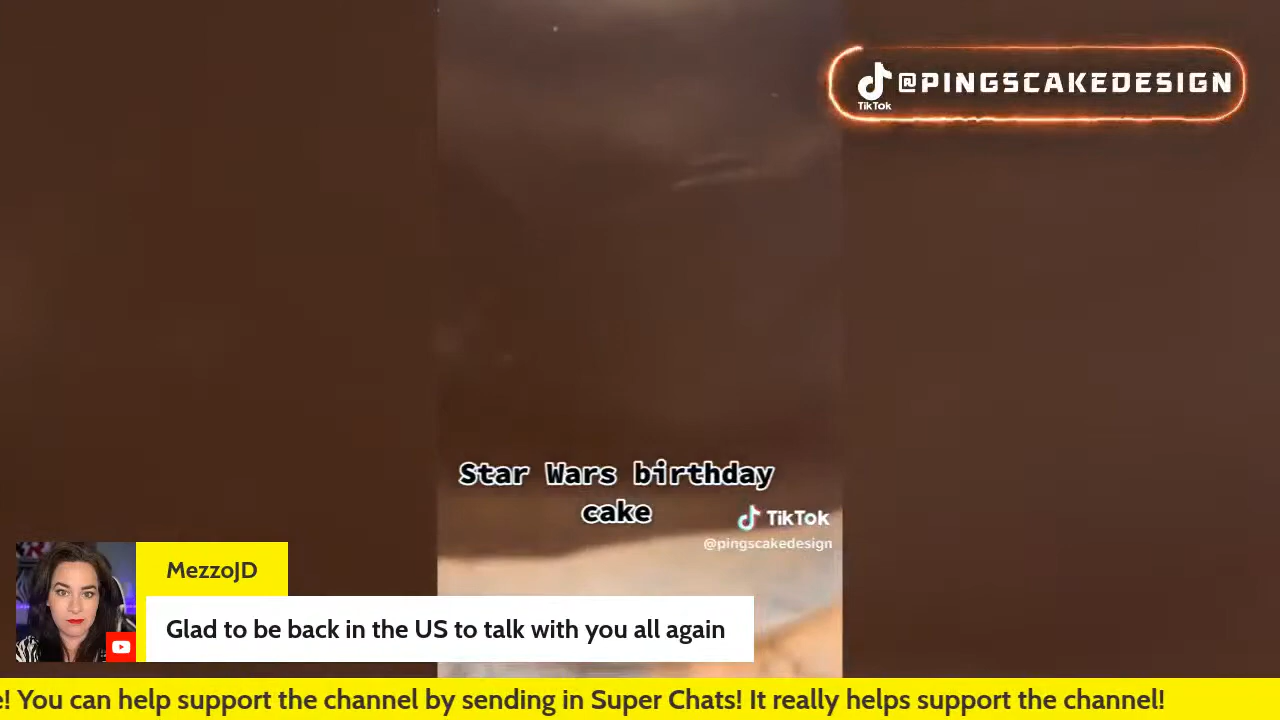 TikTok
@PINGSCAKEDESIGN
Star Wars birthday
cake
TikTok
@pingscakedesign
MezzoJD
Glad to be back in the US to talk with you all again
e! You can help support the channel by sending in Super Chats! It really helps support the channel!